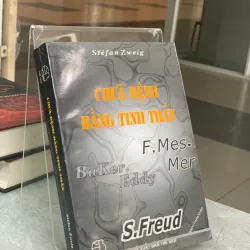 Stefan Zweig
CHỮA BỆNH
BẰNG TINH THẦN
F.Mes-
Mer
Baker.
Eddy
S.Freud